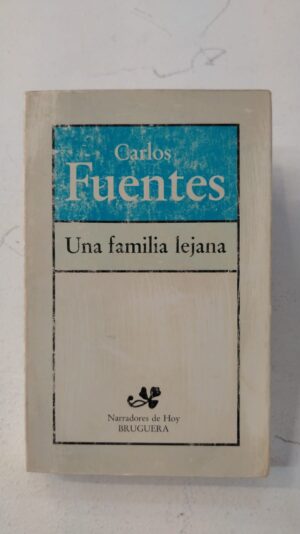 Carlos
Fuentes
Una familia lejana
Narradores de Hoy
BRUGUERA